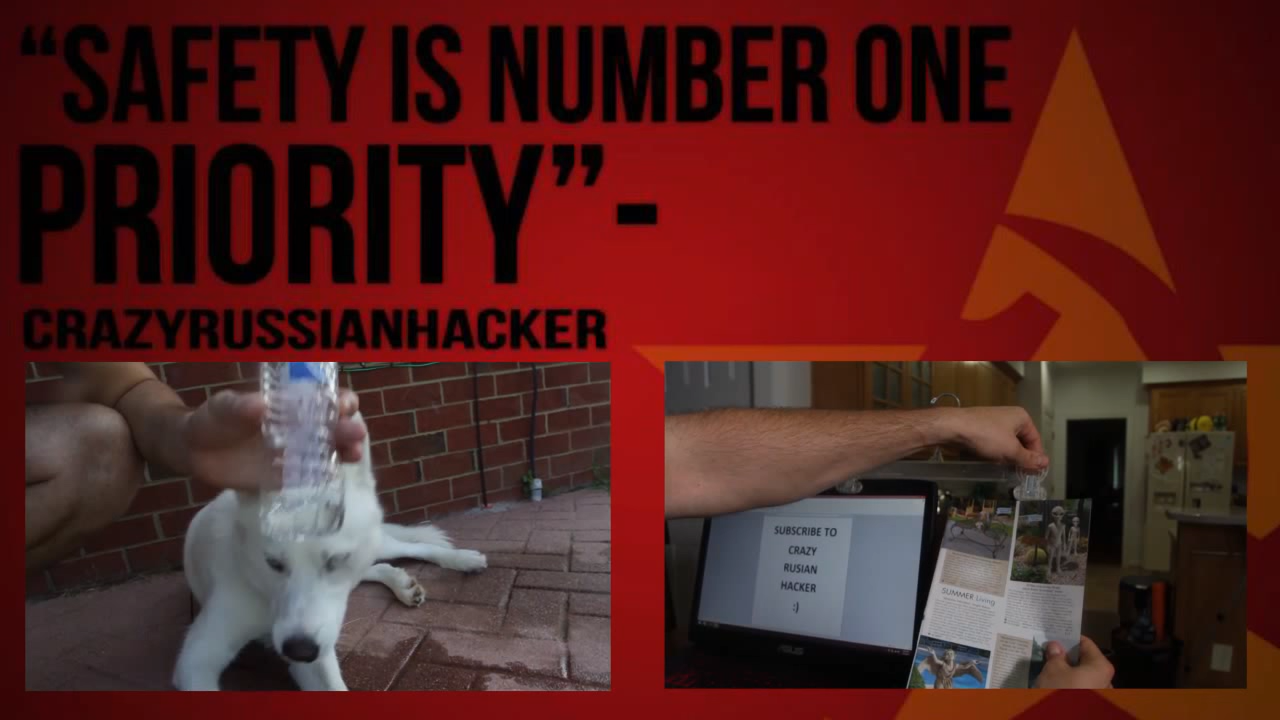 “SAFETY IS NUMBER ONE
PRIORITY”-
CRAZYRUSSIANHACKER
SUBSCRIBE TO
CRAZY
RUSIAN
HACKER
:)
SUMMER Living
ASUS